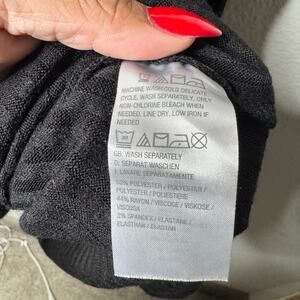 MACHINE WASH COLD DELICATE
CYCLE. WASH SEPARATELY, ONLY
NON-CHLORINE BLEACH WHEN
NEEDED. LINE DRY, LOW IRON IF
NEEDED
GB. WASH SEPARATELY
D: SEPARAT WASCHEN
I: LAVARE SEPARATAMENTE
POLYESTER /
POLYESTER / POLIESTERE
44% RAYON / VISCOSE / VISKOSE /
VISCOSA
3% SPANDEX / ELASTANE /
ELASTHAN / ELASTAN